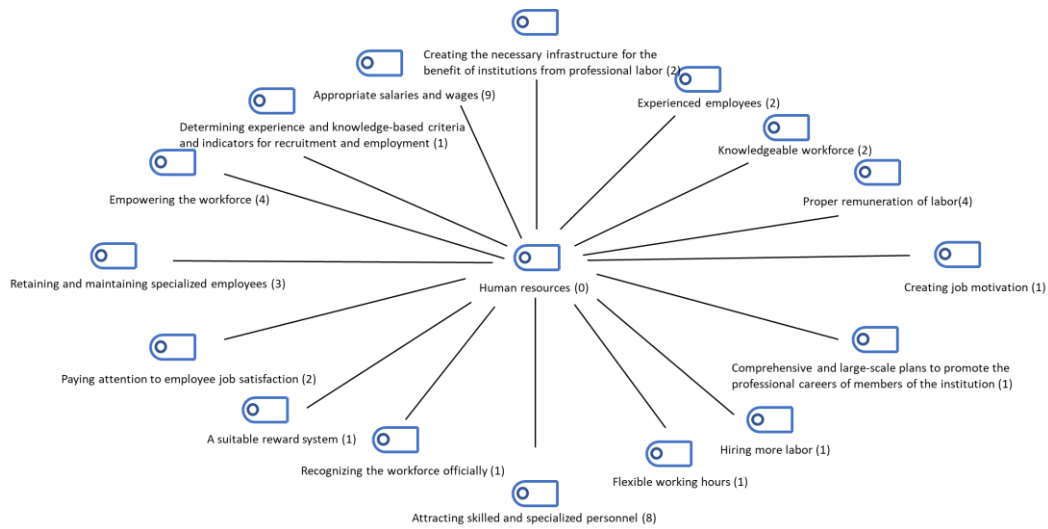 Creating the necessary infrastructure for the
benefit of institutions from professional labor (2)
Appropriate salaries and wages (9)
Experienced employees (2)
Determining experience and knowledge-based criteria
and indicators for recruitment and employment (1)
Knowledgeable workforce (2)
Empowering the workforce (4)
Proper remuneration of labor(4)
Retaining and maintaining specialized employees (3)
Human resources (0)
Creating job motivation (1)
Paying attention to employee job satisfaction (2)
Comprehensive and large-scale plans to promote the
professional careers of members of the institution (1)
A suitable reward system (1)
Hiring more labor (1)
Recognizing the workforce officially (1)
Flexible working hours (1)
Attracting skilled and specialized personnel (8)